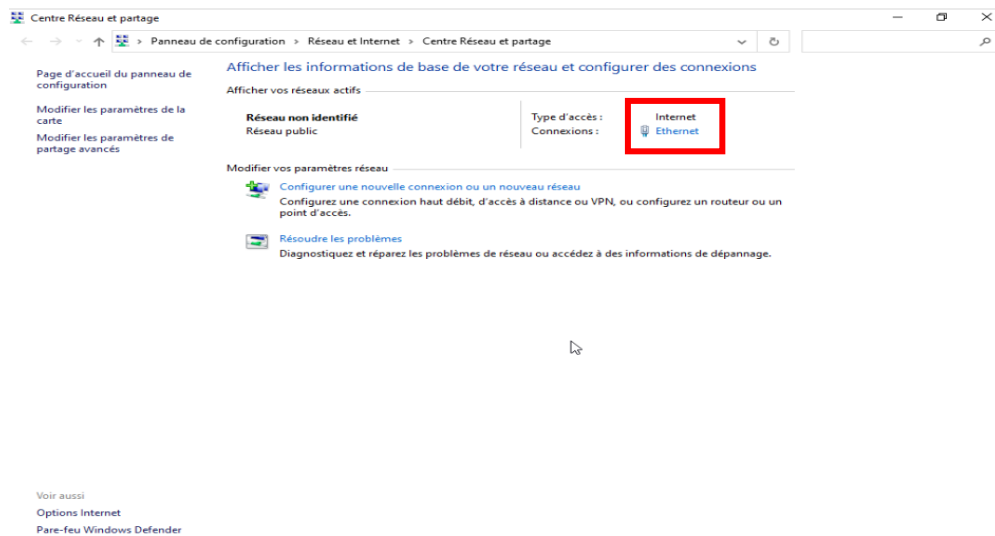 Centre Réseau et partage
Panneau de configuration > Réseau et Internet > Centre Réseau et partage
Page d'accueil du panneau de
configuration
Modifier les paramètres de la
carte
Modifier les paramètres de
partage avancés
Afficher les informations de base de votre réseau et configurer des connexions
Afficher vos réseaux actifs
Réseau non identifié
Réseau public
Type d'accès : Internet
Connexions : Ethernet
Modifier vos paramètres réseau
Configurer une nouvelle connexion ou un nouveau réseau
Configurez une connexion haut débit, d'accès à distance ou VPN, ou configurez un routeur ou un
point d'accès.
Résoudre les problèmes
Diagnostiquez et réparez les problèmes de réseau ou accédez à des informations de dépannage.
Voir aussi
Options Internet
Pare-feu Windows Defender